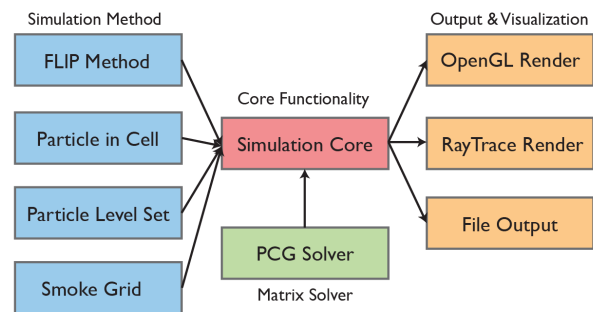 Simulation Method
FLIP Method
Particle in Cell
Particle Level Set
Smoke Grid
Core Functionality
Simulation Core
PCG Solver
Matrix Solver
Output & Visualization
OpenGL Render
RayTrace Render
File Output